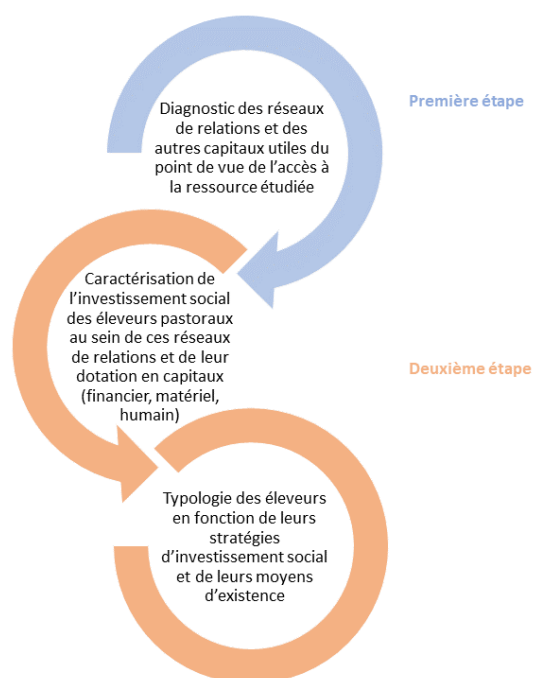 Première étape
Diagnostic des réseaux
de relations et des
autres capitaux utiles du
point de vue de l’accès à
la ressource étudiée
Caractérisation de
l’investissement social
des éleveurs pastoraux
au sein de ces réseaux
de relations et de leur
dotation en capitaux
(financier, matériel,
humain)
Deuxième étape
Typologie des éleveurs
en fonction de leurs
stratégies
d’investissement social
et de leurs moyens
d’existence